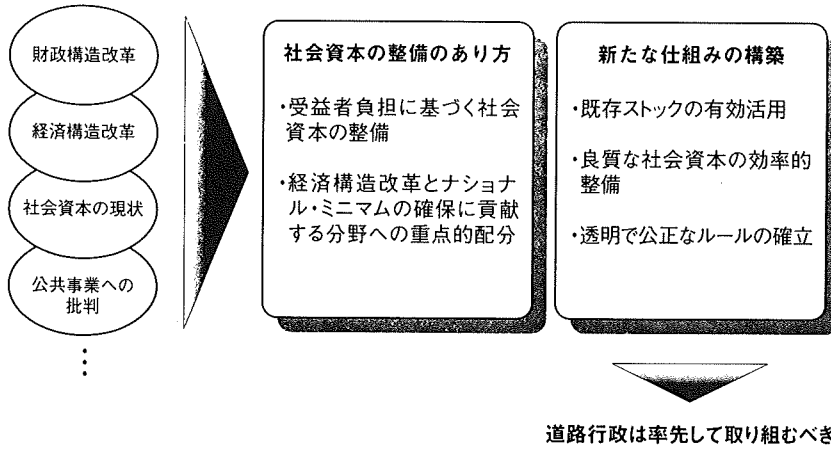 財政構造改革
経済構造改革
社会資本の現状
公共事業への
批判
⋮
社会資本の整備のあり方
・受益者負担に基づく社会
資本の整備
・経済構造改革とナショナ
ル・ミニマムの確保に貢献
する分野への重点的配分
新たな仕組みの構築
・既存ストックの有効活用
・良質な社会資本の効率的
整備
・透明で公正なルールの確立
道路行政は率先して取り組むべき